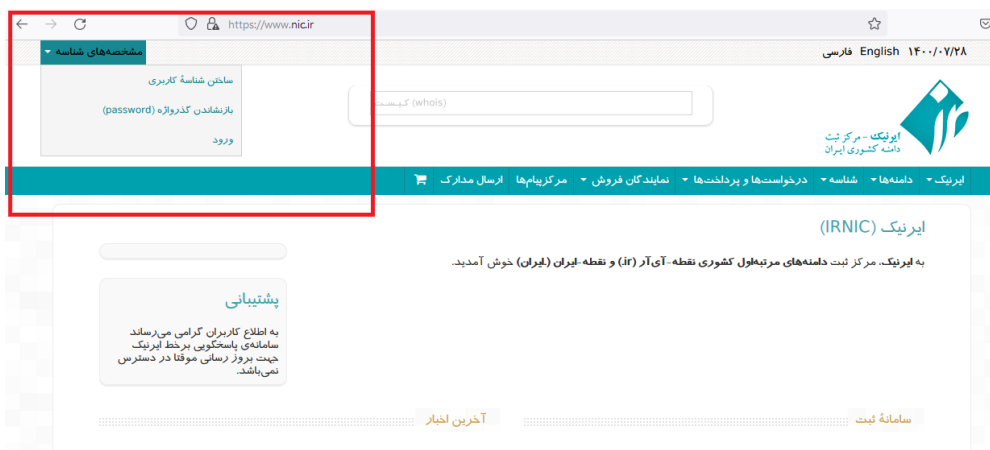 https://www.nic.ir
فارسی English ۱۴۰۰/۰۷/۲۸
مشخصه‌های شناسه
ساختن شناسهٔ کاربری
بازنشاندن گذرواژه (password)
ورود
کیست (whois)
ایرنیک - مرکز ثبت
دامنه کشوری ایران
ایرنیک دامنه‌ها شناسه درخواست‌ها و پرداخت‌ها نمایندگان فروش مرکزپیام‌ها ارسال مدارک
ایرنیک (IRNIC)
به ایرنیک، مرکز ثبت دامنه‌های مرتبه‌اول کشوری نقطه-آی‌آر (.ir) و نقطه-ایران (.ایران) خوش آمدید.
پشتیبانی
به اطلاع کاربران گرامی می‌رساند
سامانه‌ی پاسخگویی برخط ایرنیک
جهت بروز رسانی موقتا در دسترس
نمی‌باشد.
سامانهٔ ثبت
آخرین اخبار